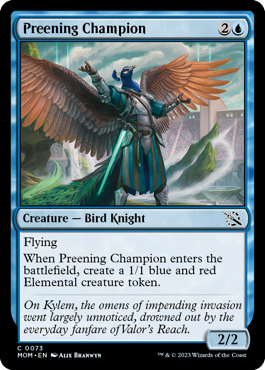 Preening Champion 2
Creature — Bird Knight
Flying
When Preening Champion enters the
battlefield, create a 1/1 blue and red
Elemental creature token.
On Kylem, the omens of impending invasion
went largely unnoticed, drowned out by the
everyday fanfare of Valor's Reach.
2/2
C 0073
MOM • EN Alix Branwyn
™ & © 2023 Wizards of the Coast